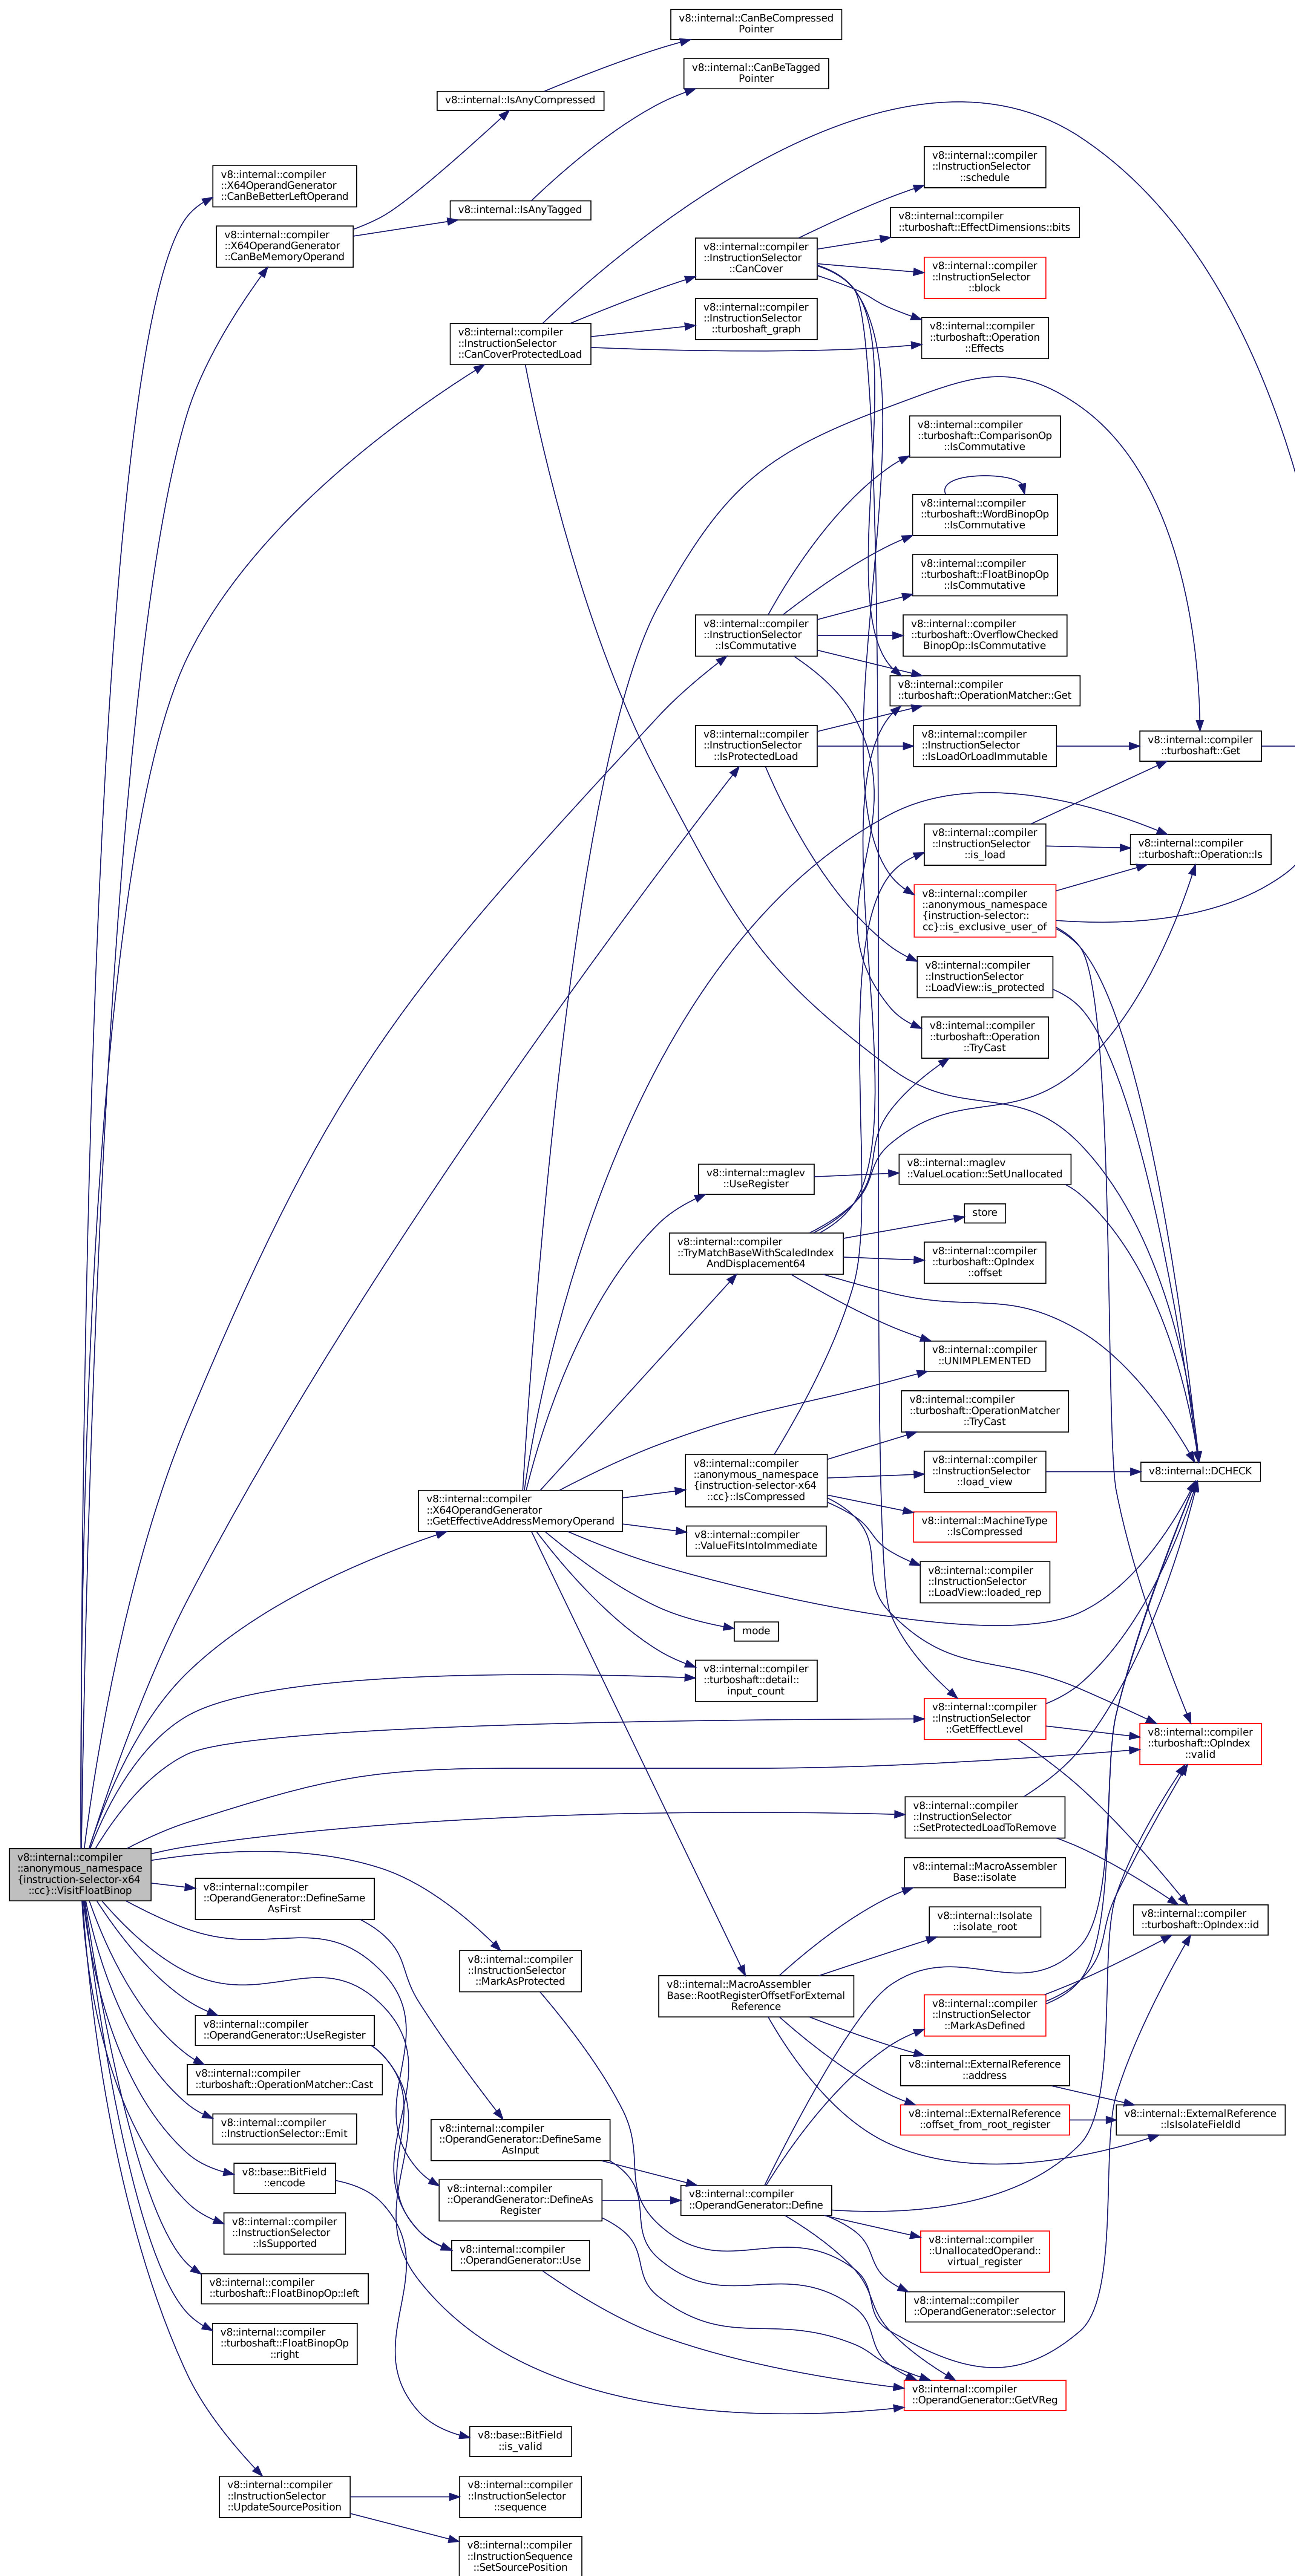 v8::internal::CanBeCompressed
Pointer
v8::internal::CanBeTagged
Pointer
v8::internal::IsAnyCompressed
v8::internal::compiler
::InstructionSelector
::schedule
v8::internal::compiler
::X64OperandGenerator
::CanBeBetterLeftOperand
v8::internal::IsAnyTagged
v8::internal::compiler
::turboshaft::EffectDimensions::bits
v8::internal::compiler
::X64OperandGenerator
::CanBeMemoryOperand
v8::internal::compiler
::InstructionSelector
::CanCover
v8::internal::compiler
::InstructionSelector
::block
v8::internal::compiler
::InstructionSelector
::turboshaft_graph
v8::internal::compiler
::InstructionSelector
::CanCoverProtectedLoad
v8::internal::compiler
::turboshaft::Operation
::Effects
v8::internal::compiler
::turboshaft::ComparisonOp
::IsCommutative
v8::internal::compiler
::turboshaft::WordBinopOp
::IsCommutative
v8::internal::compiler
::turboshaft::FloatBinopOp
::IsCommutative
v8::internal::compiler
::InstructionSelector
::IsCommutative
v8::internal::compiler
::turboshaft::OverflowChecked
BinopOp::IsCommutative
v8::internal::compiler
::turboshaft::OperationMatcher::Get
v8::internal::compiler
::InstructionSelector
::IsProtectedLoad
v8::internal::compiler
::InstructionSelector
::IsLoadOrLoadImmutable
v8::internal::compiler
::turboshaft::Get
v8::internal::compiler
::InstructionSelector
::is_load
v8::internal::compiler
::turboshaft::Operation::Is
v8::internal::compiler
::anonymous_namespace
{instruction-selector::
cc}::is_exclusive_user_of
v8::internal::compiler
::InstructionSelector
::LoadView::is_protected
v8::internal::compiler
::turboshaft::Operation
::TryCast
v8::internal::maglev
::UseRegister
v8::internal::maglev
::ValueLocation::SetUnallocated
store
v8::internal::compiler
::TryMatchBaseWithScaledIndex
AndDisplacement64
v8::internal::compiler
::turboshaft::OpIndex
::offset
v8::internal::compiler
::UNIMPLEMENTED
v8::internal::compiler
::turboshaft::OperationMatcher
::TryCast
v8::internal::compiler
::anonymous_namespace
{instruction-selector-x64
::cc}::IsCompressed
v8::internal::compiler
::InstructionSelector
::load_view
v8::internal::DCHECK
v8::internal::compiler
::X64OperandGenerator
::GetEffectiveAddressMemoryOperand
v8::internal::MachineType
::IsCompressed
v8::internal::compiler
::ValueFitsIntoImmediate
v8::internal::compiler
::InstructionSelector
::LoadView::loaded_rep
mode
v8::internal::compiler
::turboshaft::detail::
input_count
v8::internal::compiler
::InstructionSelector
::GetEffectLevel
v8::internal::compiler
::turboshaft::OpIndex
::valid
v8::internal::compiler
::InstructionSelector
::SetProtectedLoadToRemove
v8::internal::compiler
::anonymous_namespace
{instruction-selector-x64
::cc}::VisitFloatBinop
v8::internal::MacroAssembler
Base::isolate
v8::internal::compiler
::OperandGenerator::DefineSame
AsFirst
v8::internal::Isolate
::isolate_root
v8::internal::compiler
::turboshaft::OpIndex::id
v8::internal::compiler
::InstructionSelector
::MarkAsProtected
v8::internal::MacroAssembler
Base::RootRegisterOffsetForExternal
Reference
v8::internal::compiler
::InstructionSelector
::MarkAsDefined
v8::internal::compiler
::OperandGenerator::UseRegister
v8::internal::ExternalReference
::address
v8::internal::compiler
::turboshaft::OperationMatcher::Cast
v8::internal::compiler
::InstructionSelector::Emit
v8::internal::ExternalReference
::offset_from_root_register
v8::internal::ExternalReference
::IsIsolateFieldId
v8::internal::compiler
::OperandGenerator::DefineSame
AsInput
v8::base::BitField
::encode
v8::internal::compiler
::OperandGenerator::DefineAs
Register
v8::internal::compiler
::OperandGenerator::Define
v8::internal::compiler
::InstructionSelector
::IsSupported
v8::internal::compiler
::OperandGenerator::Use
v8::internal::compiler
::UnallocatedOperand::
virtual_register
v8::internal::compiler
::turboshaft::FloatBinopOp::left
v8::internal::compiler
::OperandGenerator::selector
v8::internal::compiler
::turboshaft::FloatBinopOp
::right
v8::internal::compiler
::OperandGenerator::GetVReg
v8::base::BitField
::is_valid
v8::internal::compiler
::InstructionSelector
::UpdateSourcePosition
v8::internal::compiler
::InstructionSelector
::sequence
v8::internal::compiler
::InstructionSequence
::SetSourcePosition